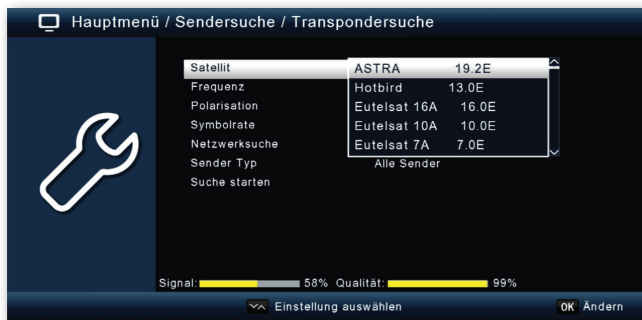 Hauptmenü / Sendersuche / Transpondersuche
Satellit ASTRA 19.2E
Frequenz Hotbird 13.0E
Polarisation Eutelsat 16A 16.0E
Symbolrate Eutelsat 10A 10.0E
Netzwerksuche Eutelsat 7A 7.0E
Sender Typ Alle Sender
Suche starten
Signal: 58% Qualität: 99%
Einstellung auswählen OK Ändern